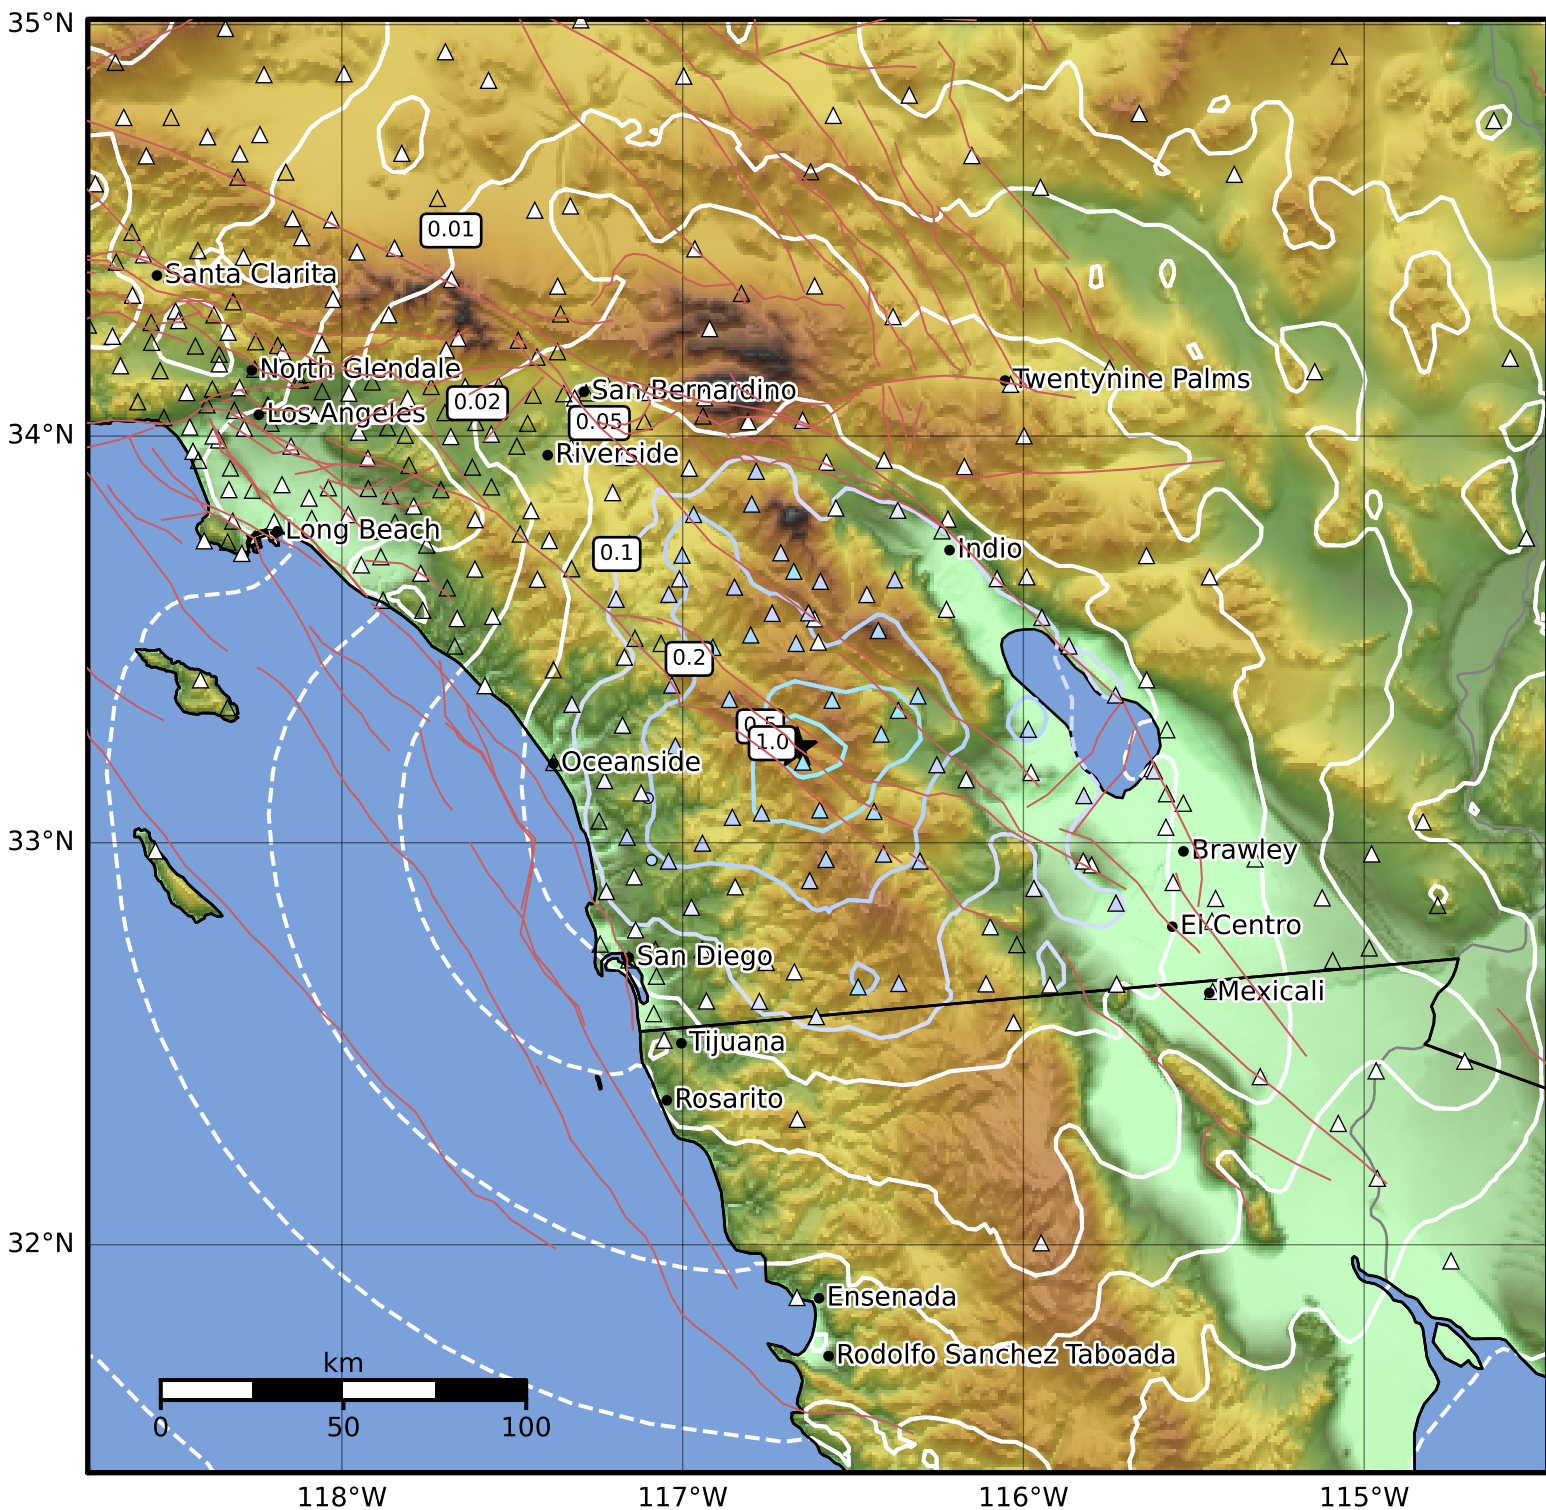 35°N
0.01
Santa Clarita
North Glendale
San Bernardino
Twentynine Palms
0.02
Los Angeles
0.05
34°N
Riverside
Long Beach
Indio
0.1
0.2
0.5
1.0
Oceanside
33°N
Brawley
El Centro
San Diego
Mexicali
Tijuana
Rosarito
32°N
Ensenada
Rodolfo Sanchez Taboada
km
0 50 100
118°W 117°W 116°W 115°W